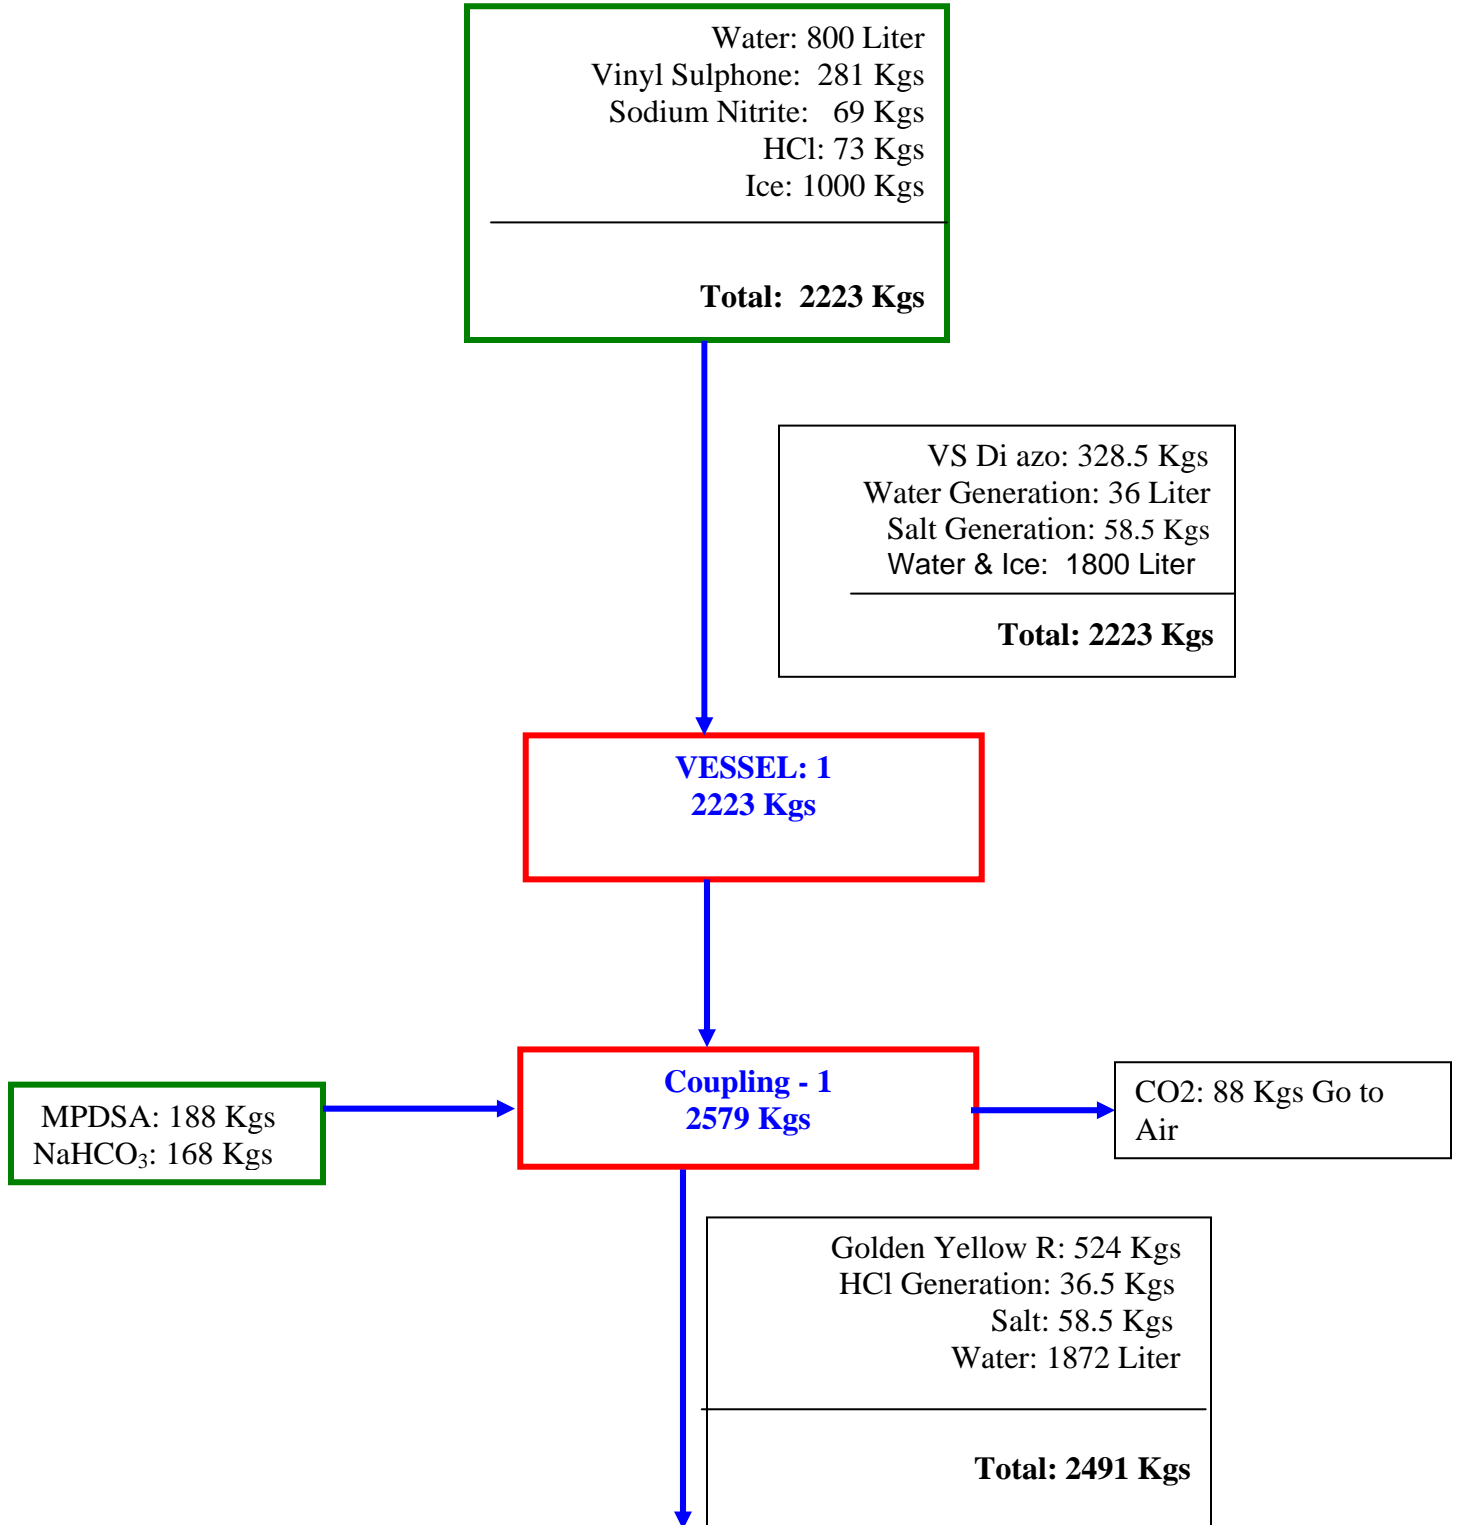 Water: 800 Liter
Vinyl Sulphone:  281 Kgs
Sodium Nitrite:   69 Kgs
HCl: 73 Kgs
Ice: 1000 Kgs
Total:  2223 Kgs
VS Di azo: 328.5 Kgs
Water Generation: 36 Liter
Salt Generation: 58.5 Kgs
Water & Ice:  1800 Liter
Total: 2223 Kgs
VESSEL: 1
2223 Kgs
Coupling - 1
2579 Kgs
MPDSA: 188 Kgs
NaHCO₃: 168 Kgs
CO2: 88 Kgs Go to
Air
Golden Yellow R: 524 Kgs
HCl Generation: 36.5 Kgs
Salt: 58.5 Kgs
Water: 1872 Liter
Total: 2491 Kgs